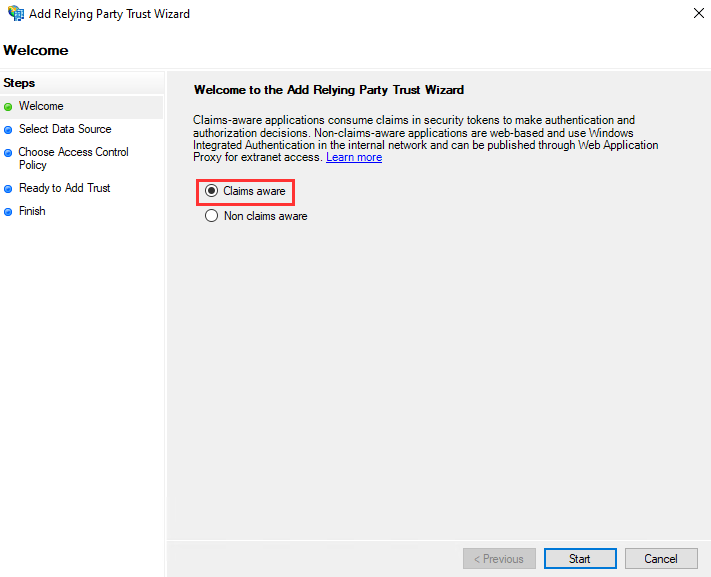 Add Relying Party Trust Wizard
Welcome
Steps
Welcome
Select Data Source
Choose Access Control
Policy
Ready to Add Trust
Finish
Welcome to the Add Relying Party Trust Wizard
Claims-aware applications consume claims in security tokens to make authentication and
authorization decisions. Non-claims-aware applications are web-based and use Windows
Integrated Authentication in the internal network and can be published through Web Application
Proxy for extranet access. Learn more
Claims aware
Non claims aware
< Previous
Start
Cancel